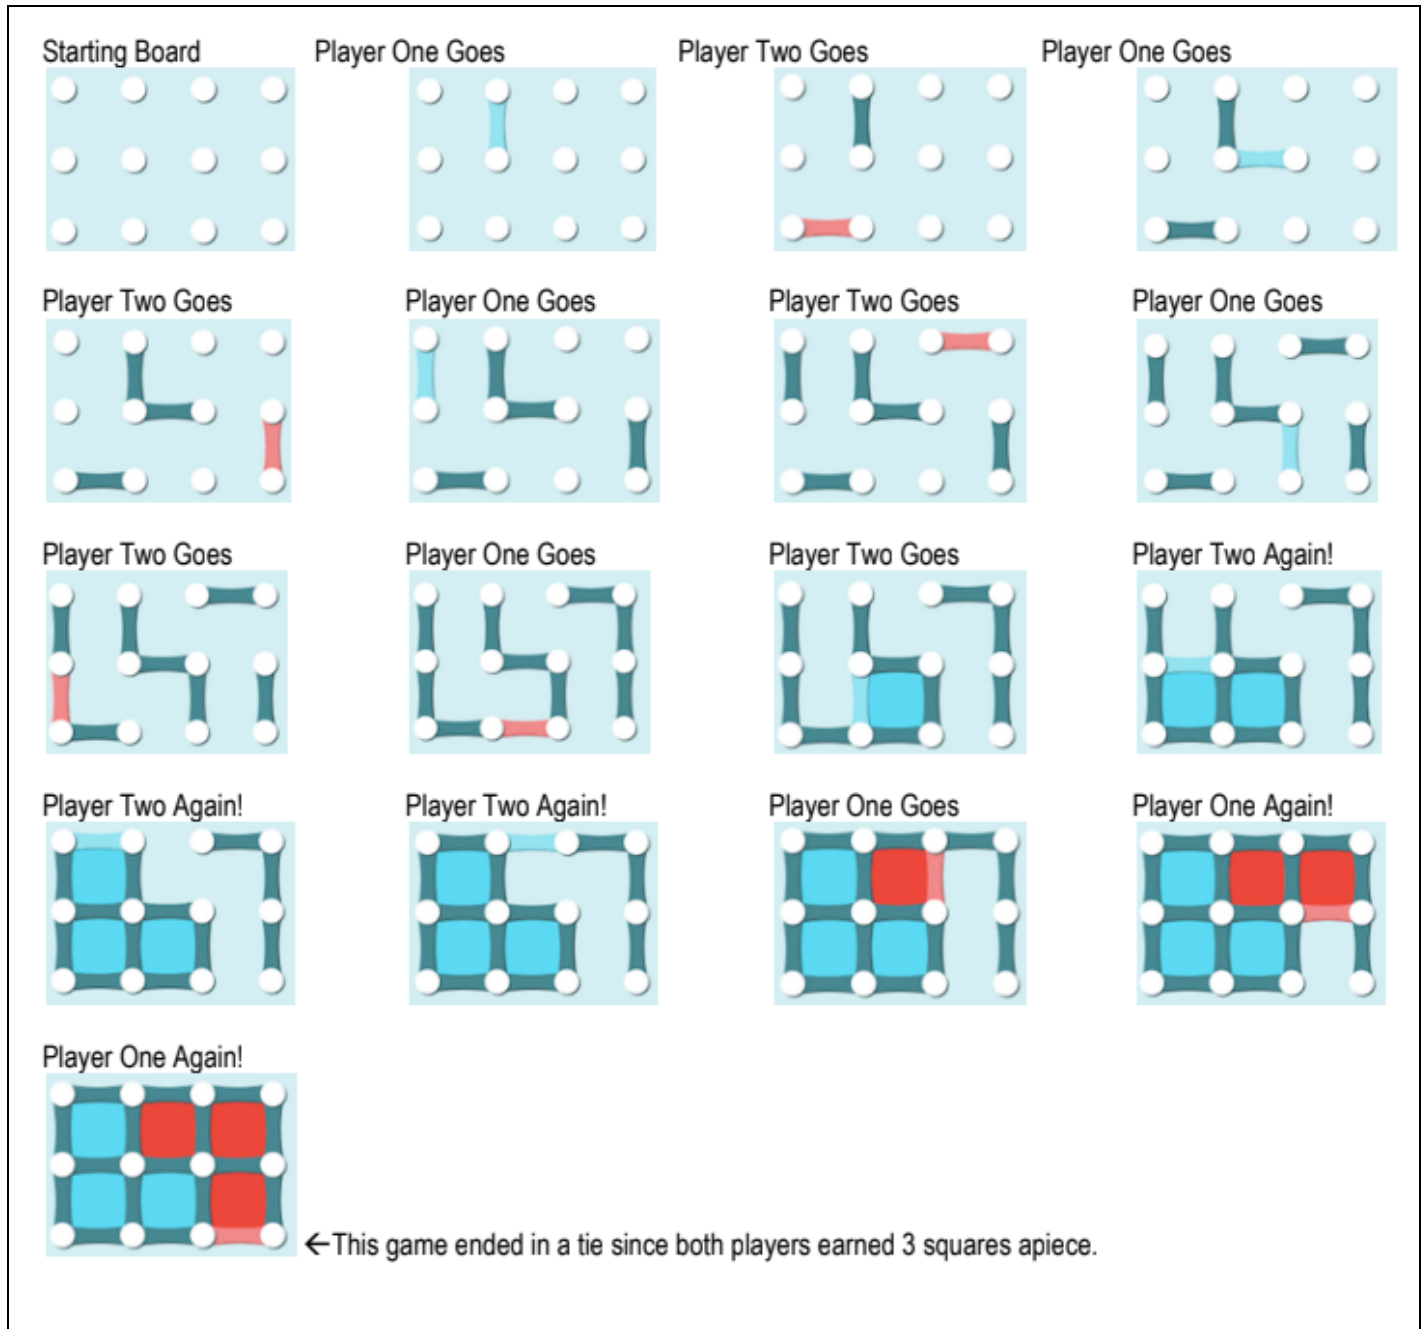 Starting Board
Player One Goes
Player Two Goes
Player One Goes
Player Two Goes
Player One Goes
Player Two Goes
Player One Goes
Player Two Goes
Player One Goes
Player Two Goes
Player Two Again!
Player Two Again!
Player Two Again!
Player One Goes
Player One Again!
Player One Again!
←This game ended in a tie since both players earned 3 squares apiece.